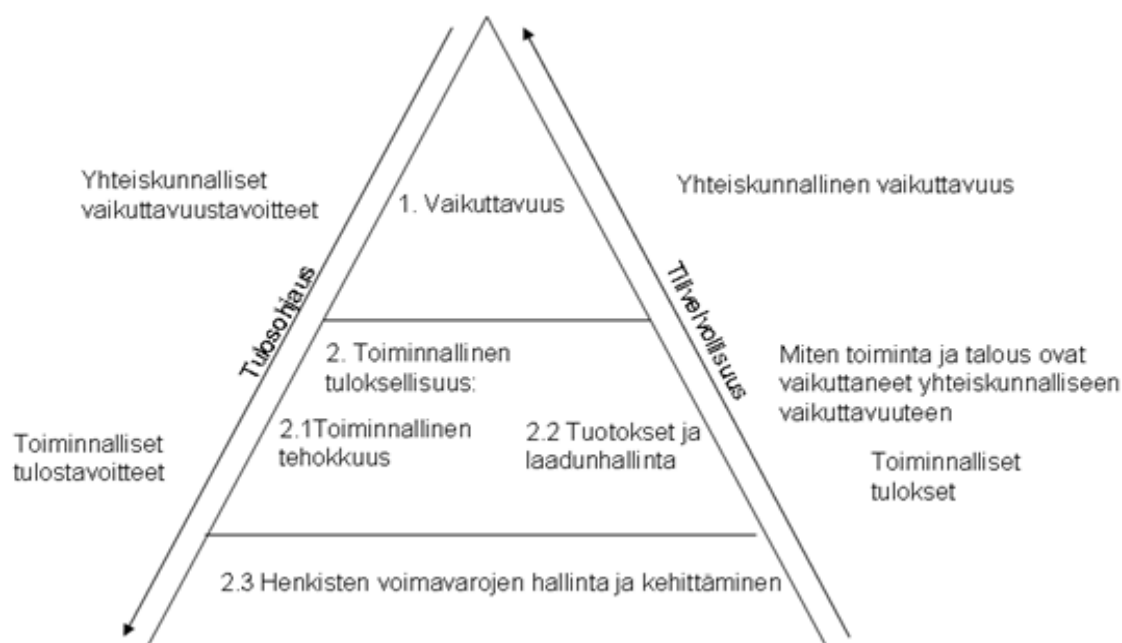 Yhteiskunnalliset
vaikuttavuustavoitteet
1. Vaikuttavuus
Yhteiskunnallinen vaikuttavuus
Tulosohjaus
Tilivelvollisuus
2. Toiminnallinen
tuloksellisuus:
Miten toiminta ja talous ovat
vaikuttaneet yhteiskunnalliseen
vaikuttavuuteen
Toiminnalliset
tulostavoitteet
2.1Toiminnallinen
tehokkuus
2.2 Tuotokset ja
laadunhallinta
Toiminnalliset
tulokset
2.3 Henkisten voimavarojen hallinta ja kehittäminen